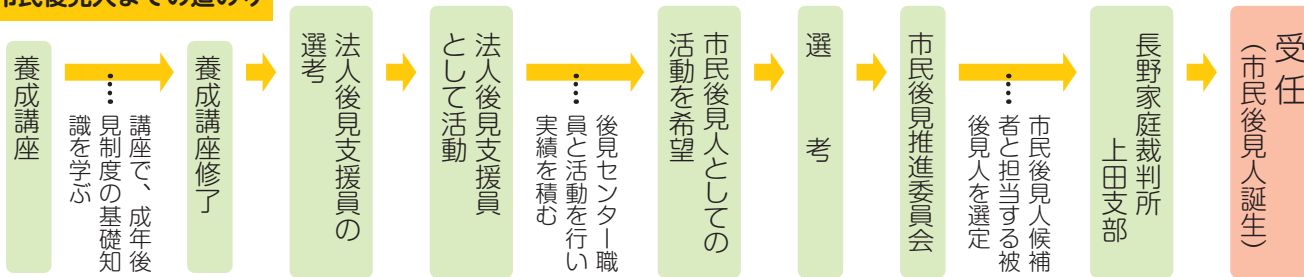 市民後見人までの道のり
養成講座
講座で、成年後
見制度の基礎知
識を学ぶ
養成講座修了
法人後見支援員の
選考
法人後見支援員
として活動
後見センター職
員と活動を行い
実績を積む
市民後見人としての
活動を希望
選考
市民後見推進委員会
市民後見人候補
者と担当する被
後見人を選定
長野家庭裁判所
上田支部
受任
（市民後見人誕生）